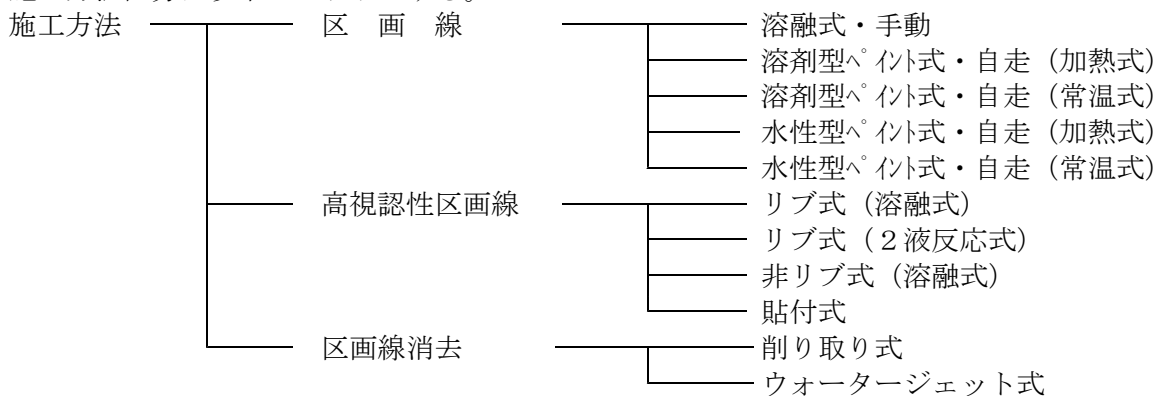 施工方法 区 画 線 溶融式・手動
溶剤型ペイント式・自走（加熱式）
溶剤型ペイント式・自走（常温式）
水性型ペイント式・自走（加熱式）
水性型ペイント式・自走（常温式）
高視認性区画線 リブ式（溶融式）
リブ式（２液反応式）
非リブ式（溶融式）
貼付式
区画線消去 削り取り式
ウォータージェット式